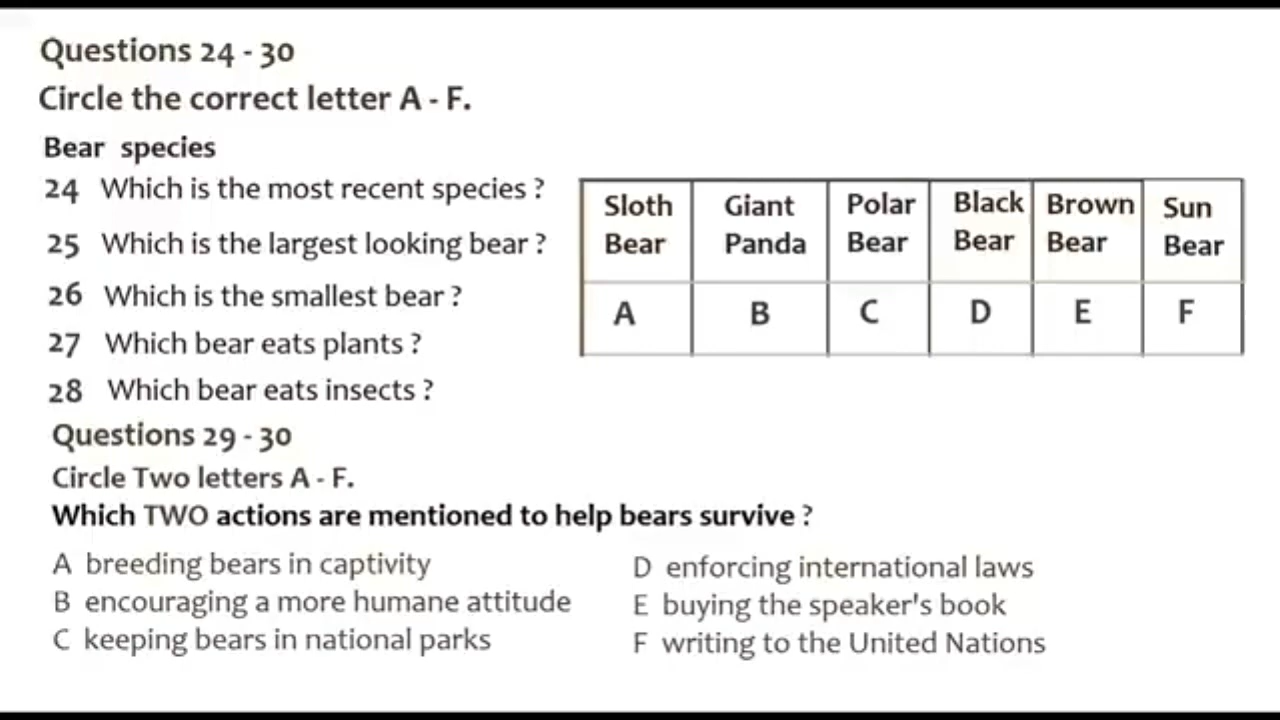 Questions 24 - 30
Circle the correct letter A - F.
Bear species
24 Which is the most recent species ?
25 Which is the largest looking bear ?
26 Which is the smallest bear ?
27 Which bear eats plants ?
28 Which bear eats insects ?
Sloth Bear Giant Panda Polar Bear Black Bear Brown Bear Sun Bear
A B C D E F
Questions 29 - 30
Circle Two letters A - F.
Which TWO actions are mentioned to help bears survive ?
A breeding bears in captivity
B encouraging a more humane attitude
C keeping bears in national parks
D enforcing international laws
E buying the speaker's book
F writing to the United Nations